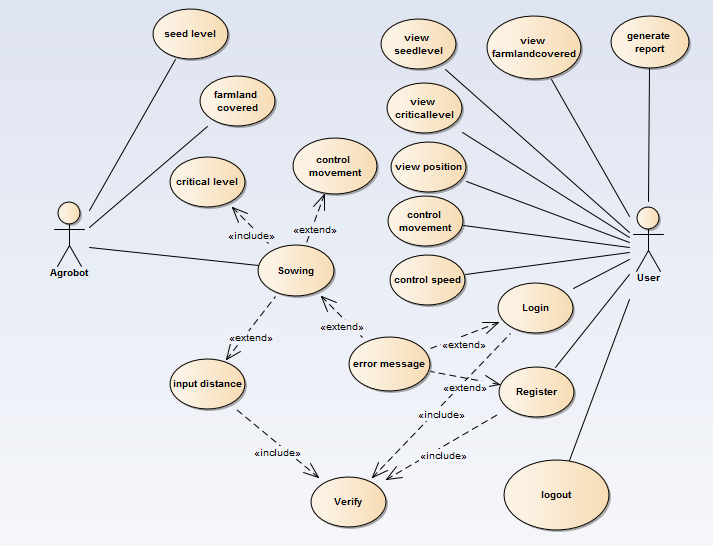 seed level
view
seedlevel
view
farmlandcovered
generate
report
farmland
covered
view
criticallevel
control
movement
view position
critical level
control
movement
«include»
«extend»
Agrobot
Sowing
control speed
User
Login
«extend»
«extend»
«extend»
error message
input distance
«extend»
Register
«include»
«include»
«include»
Verify
logout